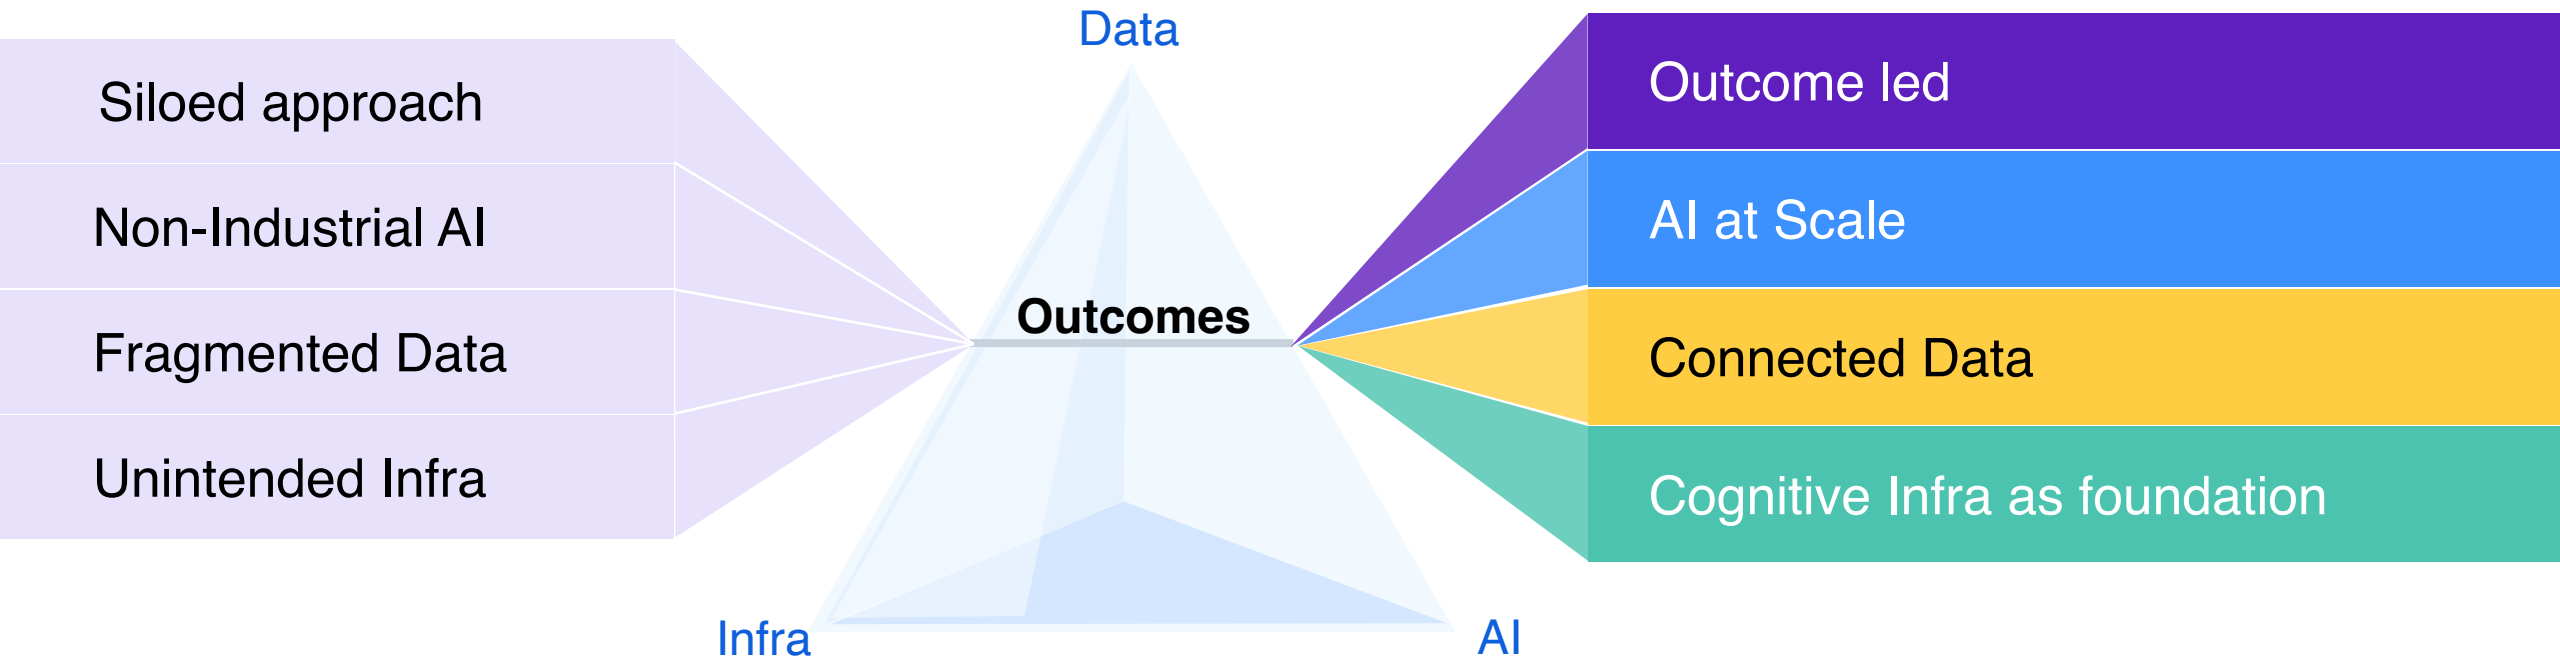 Data
Siloed approach
Non-Industrial AI
Fragmented Data
Unintended Infra
Outcomes
Outcome led
AI at Scale
Connected Data
Cognitive Infra as foundation
Infra
AI